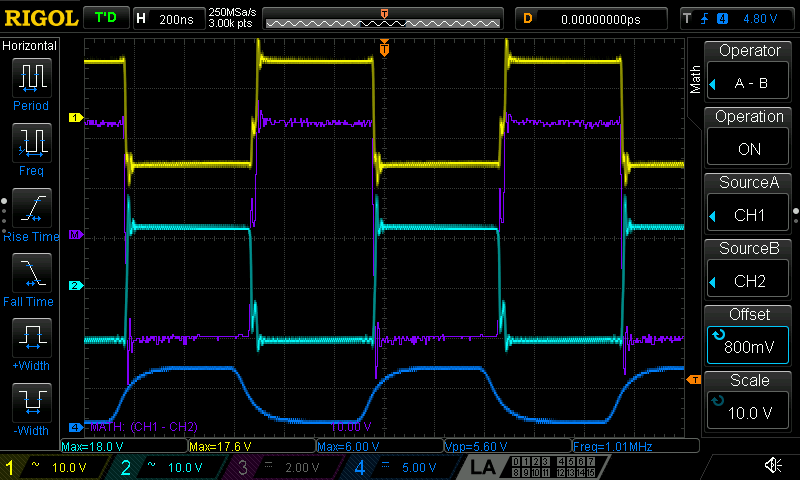 RIGOL T'D H 200ns 250MSa/s D 0.00000000ps T 4 4.80 V
3.00k pts
T
Horizontal
Period
Freq
Rise Time
Fall Time
+Width
-Width
T
1
M
2
4
T
MATH: (CH1 - CH2) 10.0 V
Math
Operator
A - B
Operation
ON
SourceA
CH1
SourceB
CH2
Offset
800mV
Scale
10.0 V
Max=18.0 V Max=17.6 V Max=6.00 V Vpp=5.60 V Freq=1.01MHz
1 ~ 10.0 V 2 ~ 10.0 V 3 2.00 V 4 5.00 V LA 0 1 2 3 4 5 6 7
8 9 10 11 12 13 14 15